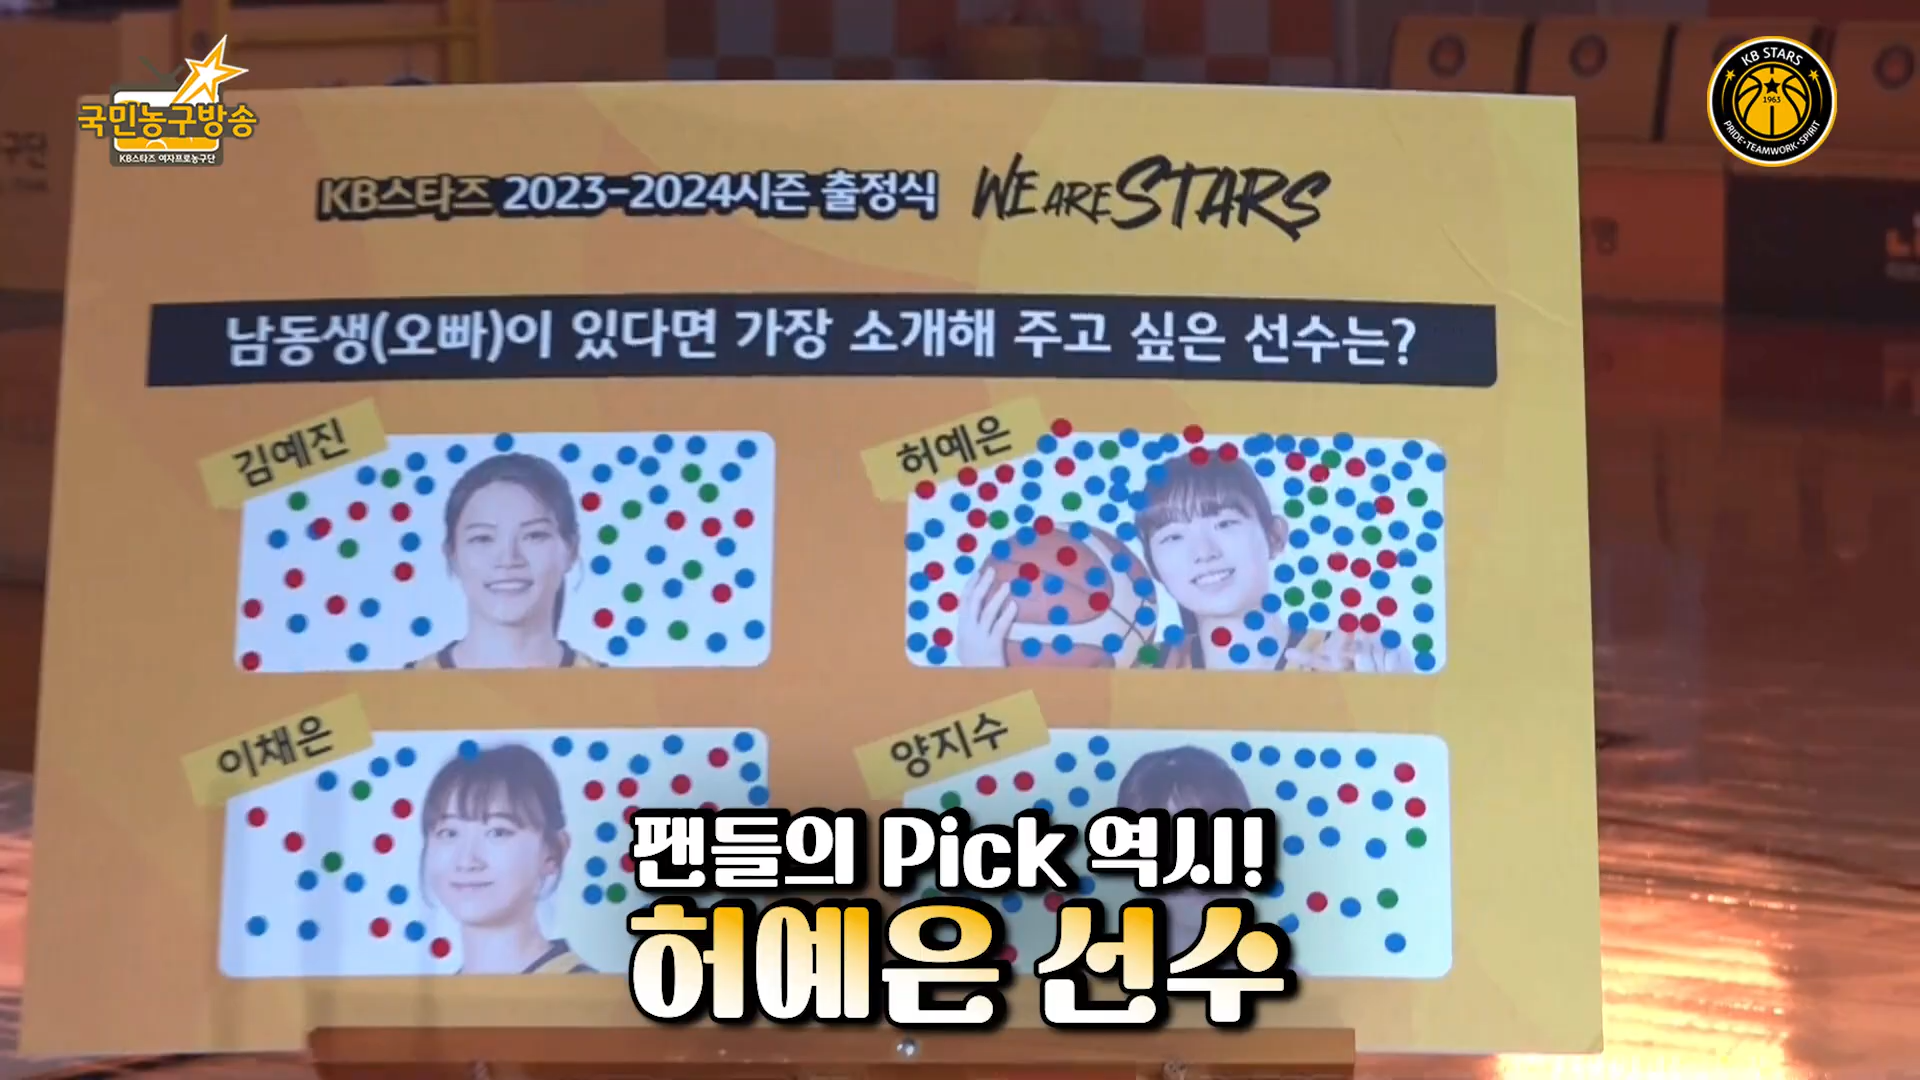 국민농구방송
KB스타즈 여자프로농구단
KB STARS
1963
PRIDE·TEAMWORK·SPIRIT
KB스타즈 2023-2024시즌 출정식 WE ARE STARS
남동생(오빠)이 있다면 가장 소개해 주고 싶은 선수는?
김예진
허예은
이채은
양지수
팬들의 Pick 역시!
허예은 선수